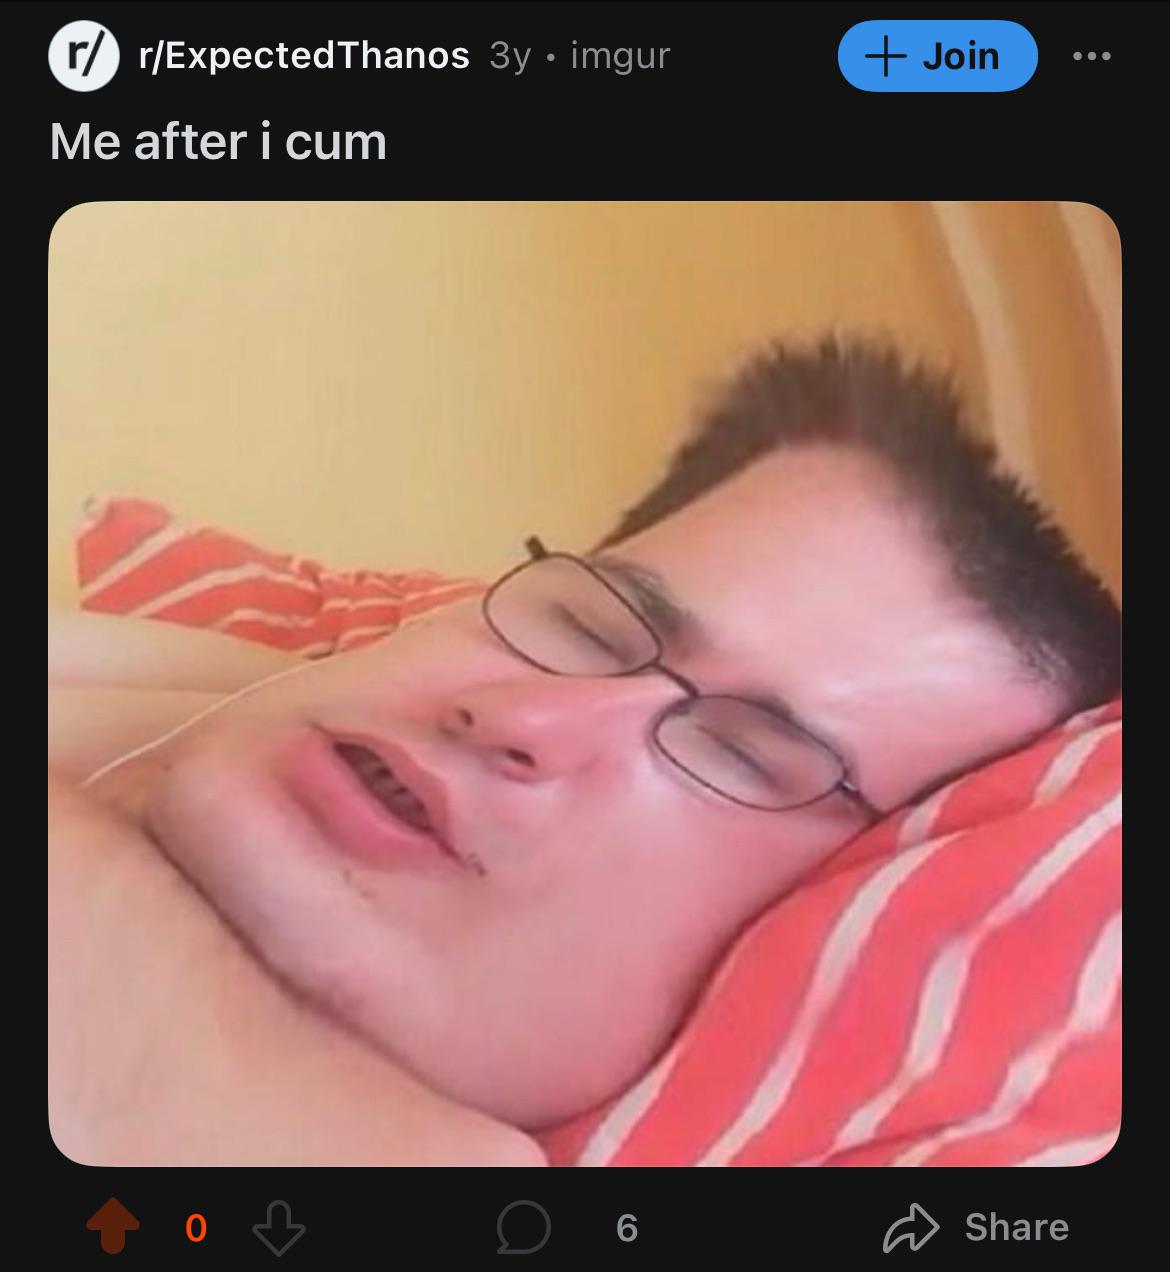 r/ r/ExpectedThanos 3y • imgur + Join •••
Me after i cum
0 6 Share